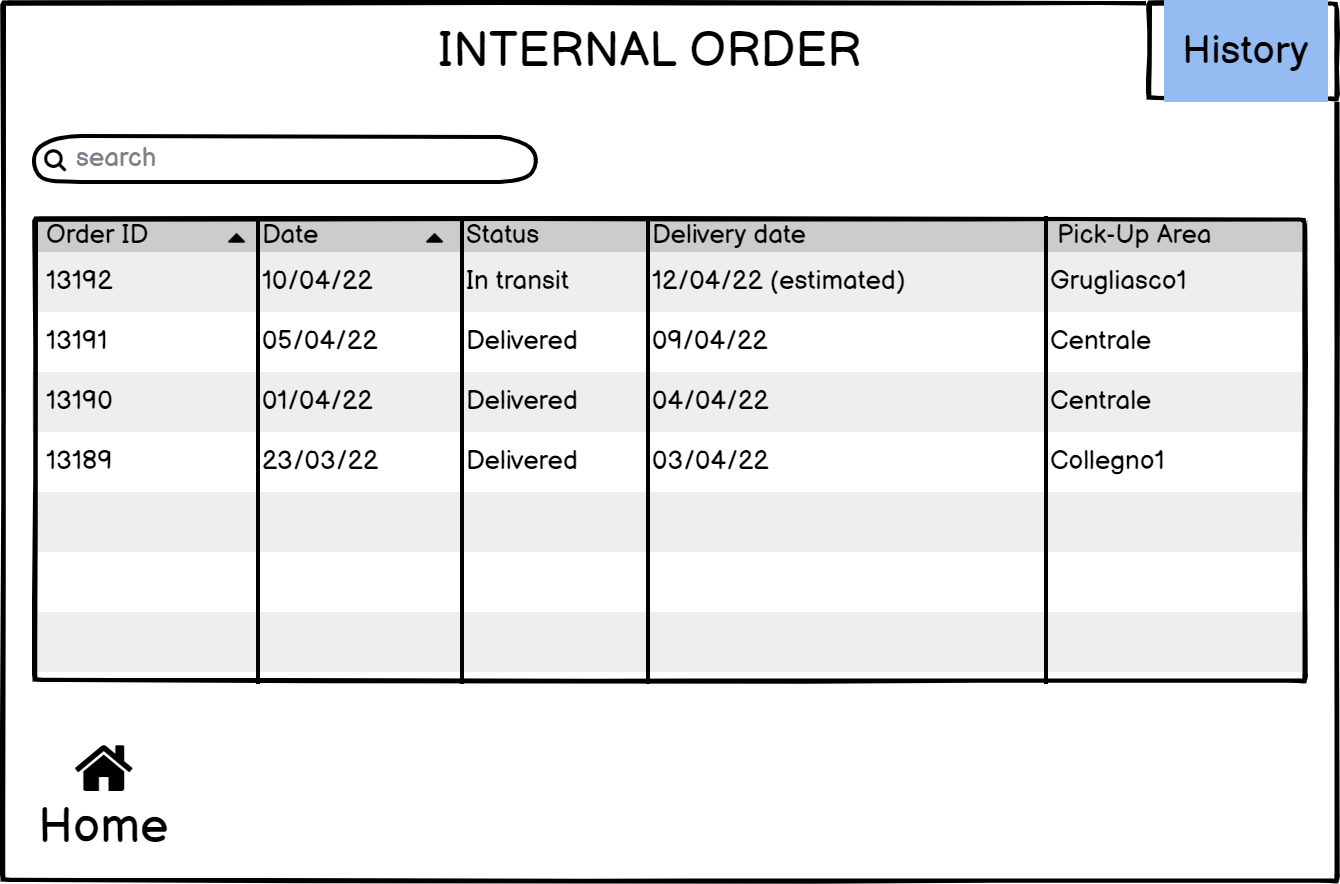 INTERNAL ORDER
History
search
Order ID Date Status Delivery date Pick-Up Area
13192 10/04/22 In transit 12/04/22 (estimated) Grugliasco1
13191 05/04/22 Delivered 09/04/22 Centrale
13190 01/04/22 Delivered 04/04/22 Centrale
13189 23/03/22 Delivered 03/04/22 Collegno1
Home